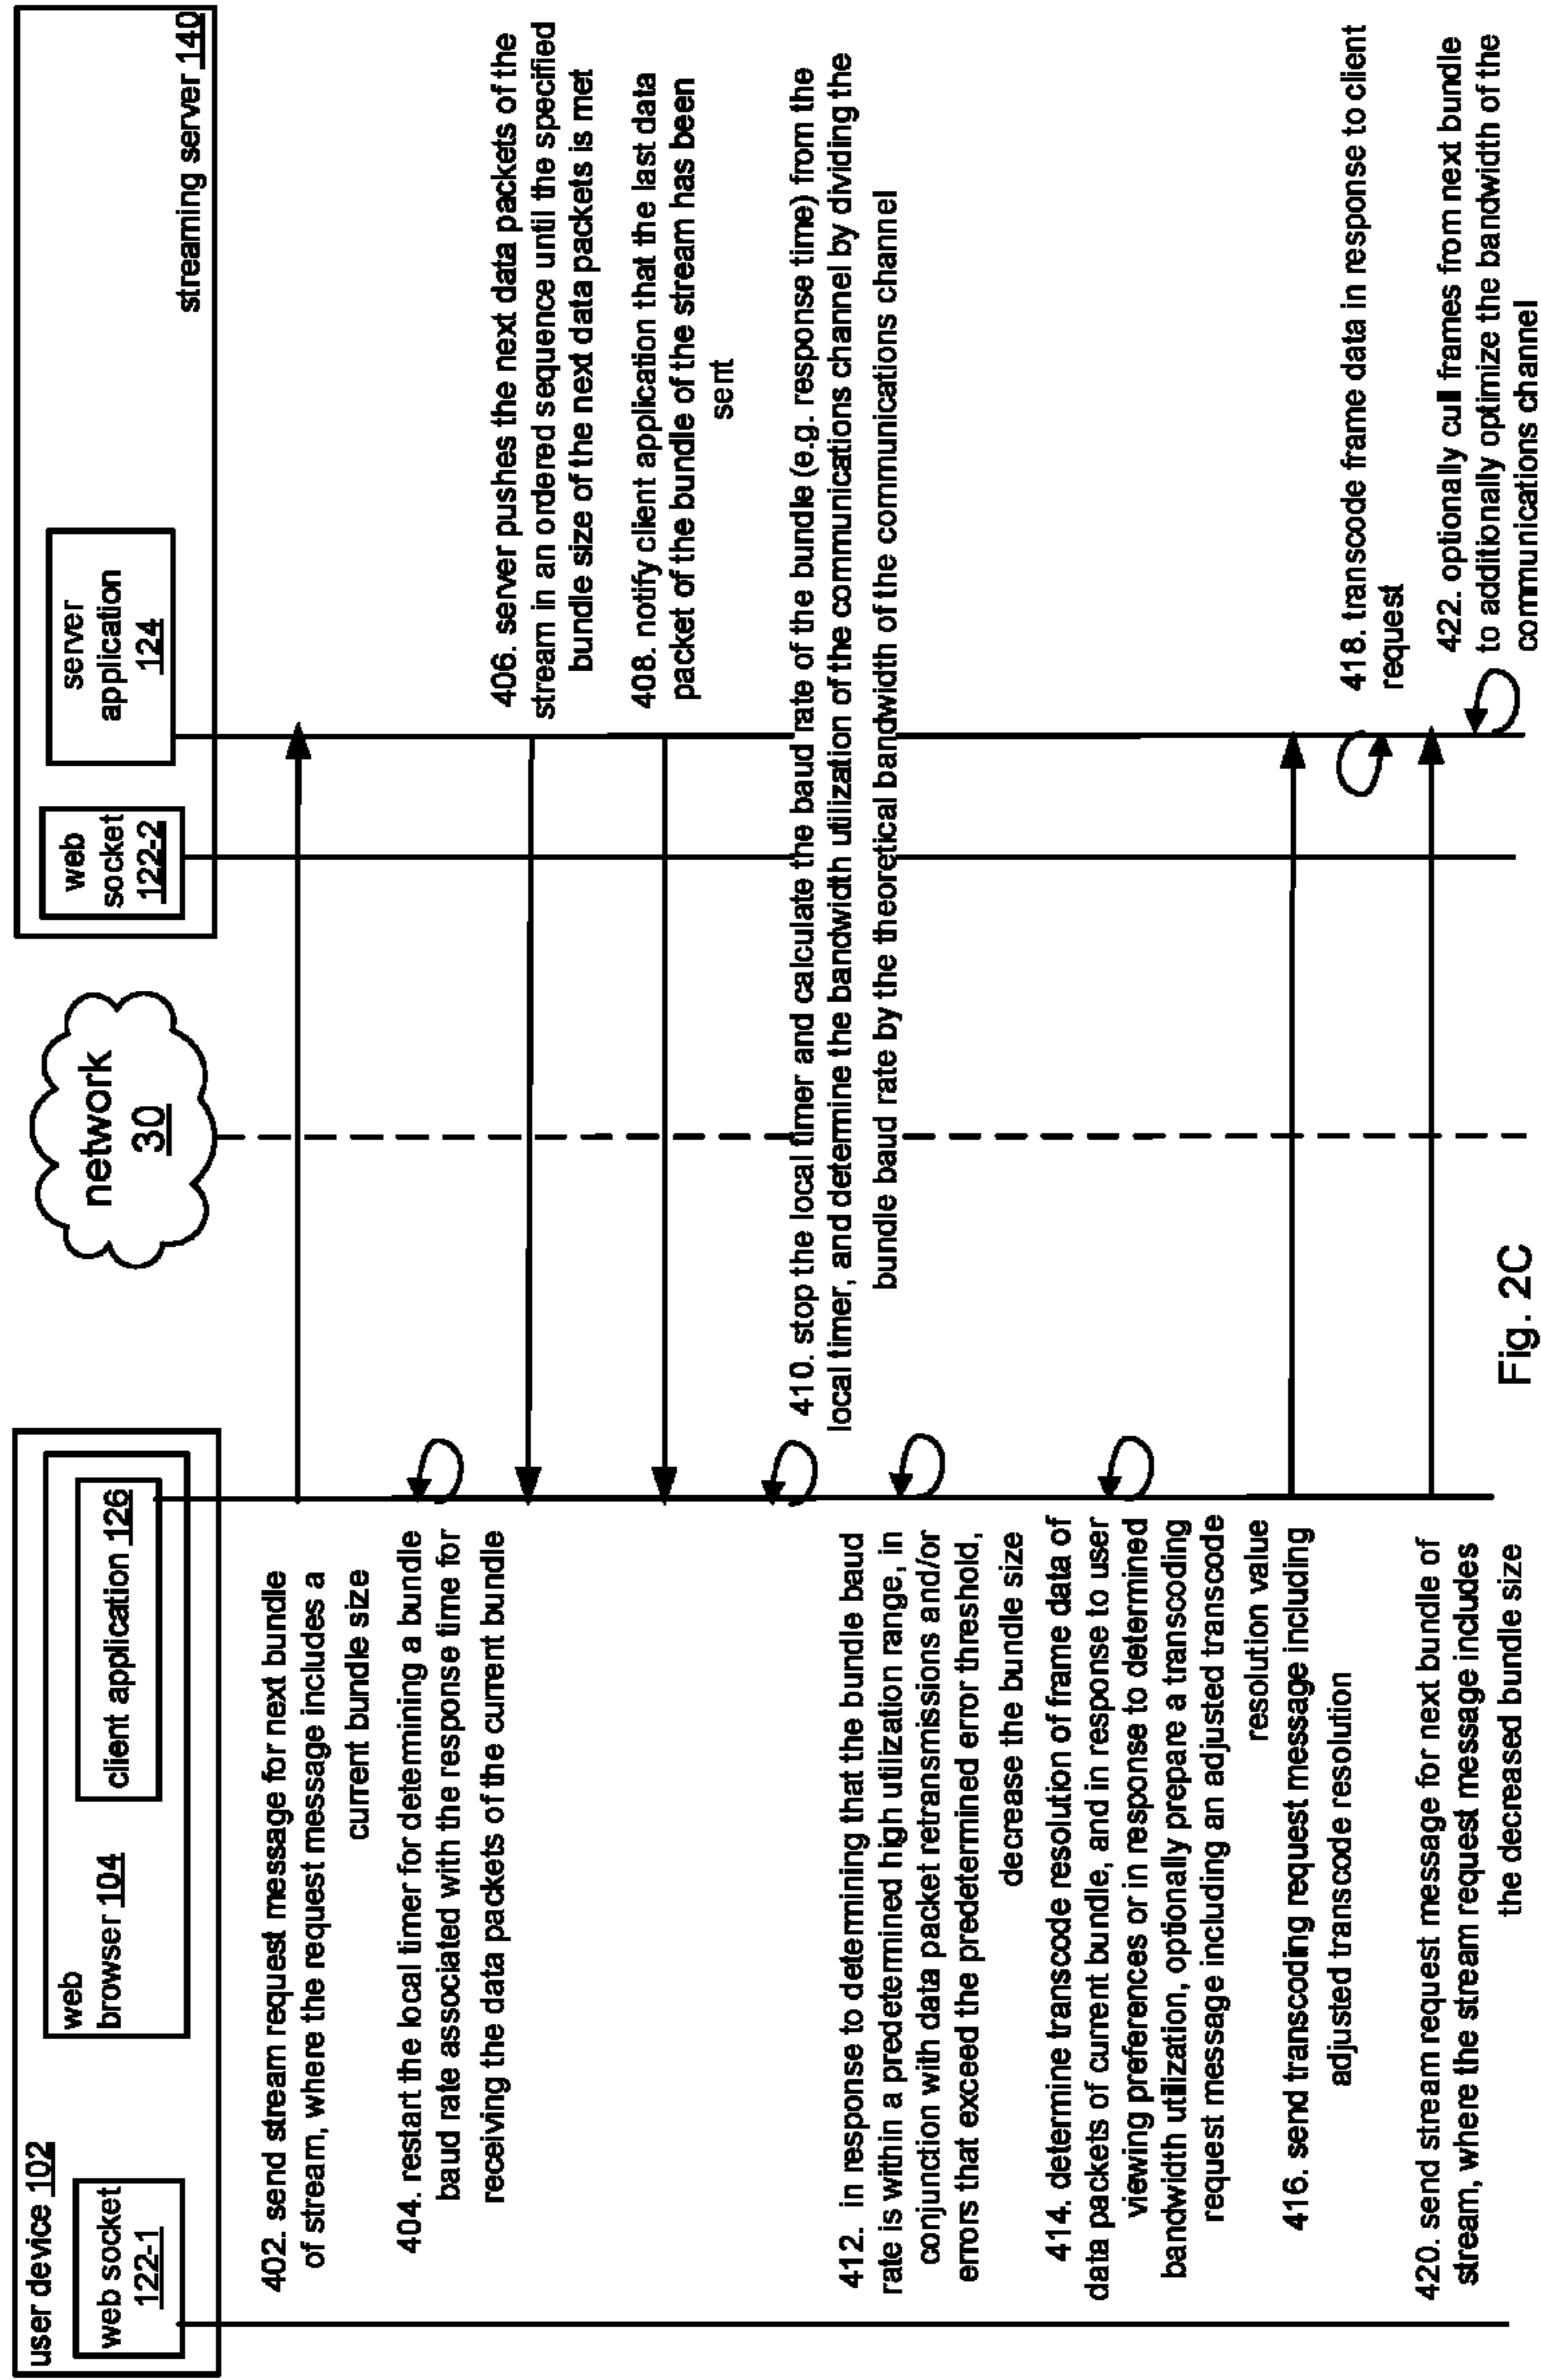 user device 102
web socket
122-1
web
browser 104
client application 126
network
30
web
socket
122-2
server
application
124
streaming server 140
402. send stream request message for next bundle
of stream, where the request message includes a
current bundle size
404. restart the local timer for determining a bundle
baud rate associated with the response time for
receiving the data packets of the current bundle
406. server pushes the next data packets of the
stream in an ordered sequence until the specified
bundle size of the next data packets is met
408. notify client application that the last data
packet of the bundle of the stream has been
sent
410. stop the local timer and calculate the baud rate of the bundle (e.g. response time) from the
local timer, and determine the bandwidth utilization of the communications channel by dividing the
bundle baud rate by the theoretical bandwidth of the communications channel
412. in response to determining that the bundle baud
rate is within a predetermined high utilization range, in
conjunction with data packet retransmissions and/or
errors that exceed the predetermined error threshold,
decrease the bundle size
414. determine transcode resolution of frame data of
data packets of current bundle, and in response to user
viewing preferences or in response to determined
bandwidth utilization, optionally prepare a transcoding
request message including an adjusted transcode
resolution value
416. send transcoding request message including
adjusted transcode resolution
418. transcode frame data in response to client
request
420. send stream request message for next bundle of
stream, where the stream request message includes
the decreased bundle size
422. optionally cull frames from next bundle
to additionally optimize the bandwidth of the
communications channel
Fig. 2C